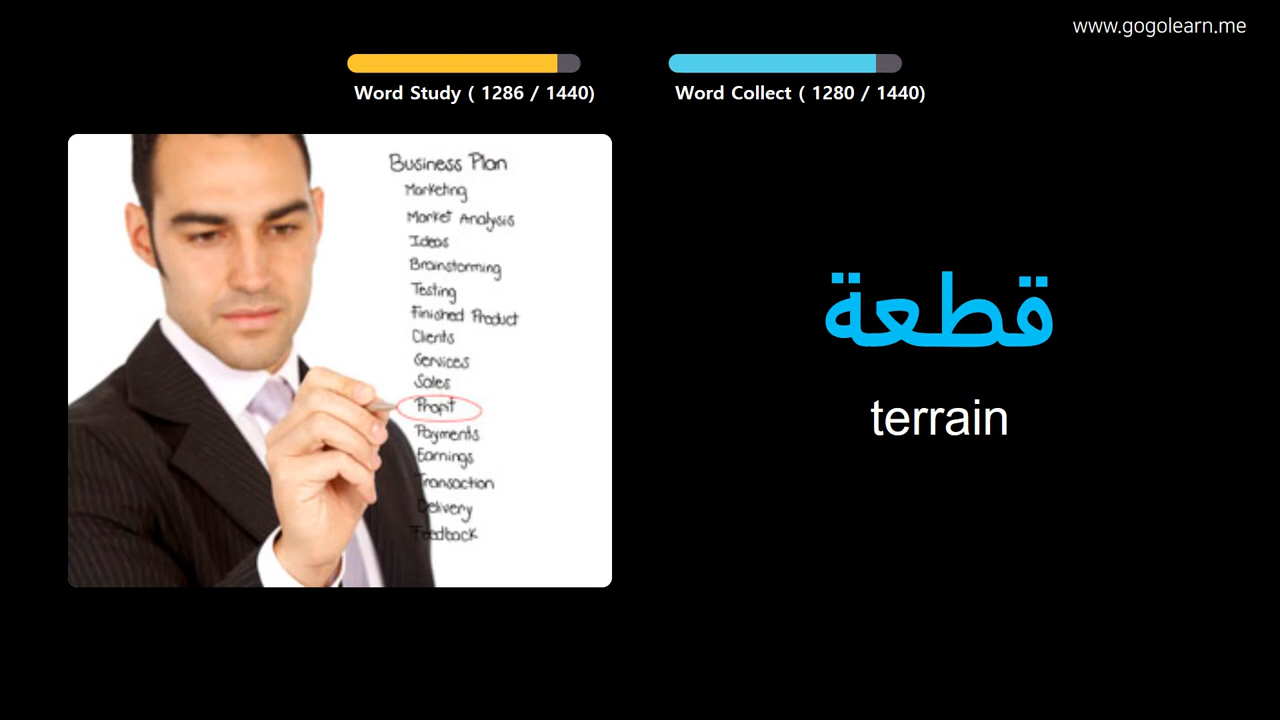 www.gogolearn.me
Word Study ( 1286 / 1440)
Word Collect ( 1280 / 1440)
Business Plan
Marketing
Market Analysis
Ideas
Brainstorming
Testing
Finished Product
Clients
Services
Sales
Profit
Payments
Earnings
Transaction
Delivery
Feedback
قطعة
terrain